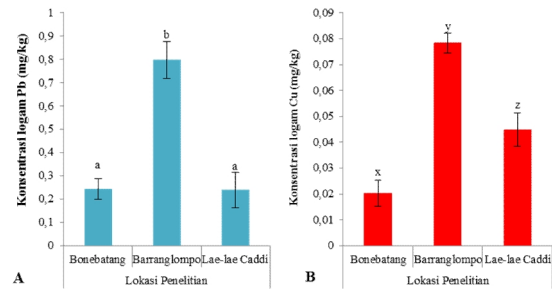 Konsentrasi logam Pb (mg/kg)
1
0,9
0,8
0,7
0,6
0,5
0,4
0,3
0,2
0,1
0
a
b
a
Bonebatang
Barranglompo
Lae-lae Caddi
Lokasi Penelitian
A
Konsentrasi logam Cu (mg/kg)
0,09
0,08
0,07
0,06
0,05
0,04
0,03
0,02
0,01
0
x
y
z
Bonebatang
Barranglompo
Lae-lae Caddi
Lokasi Penelitian
B